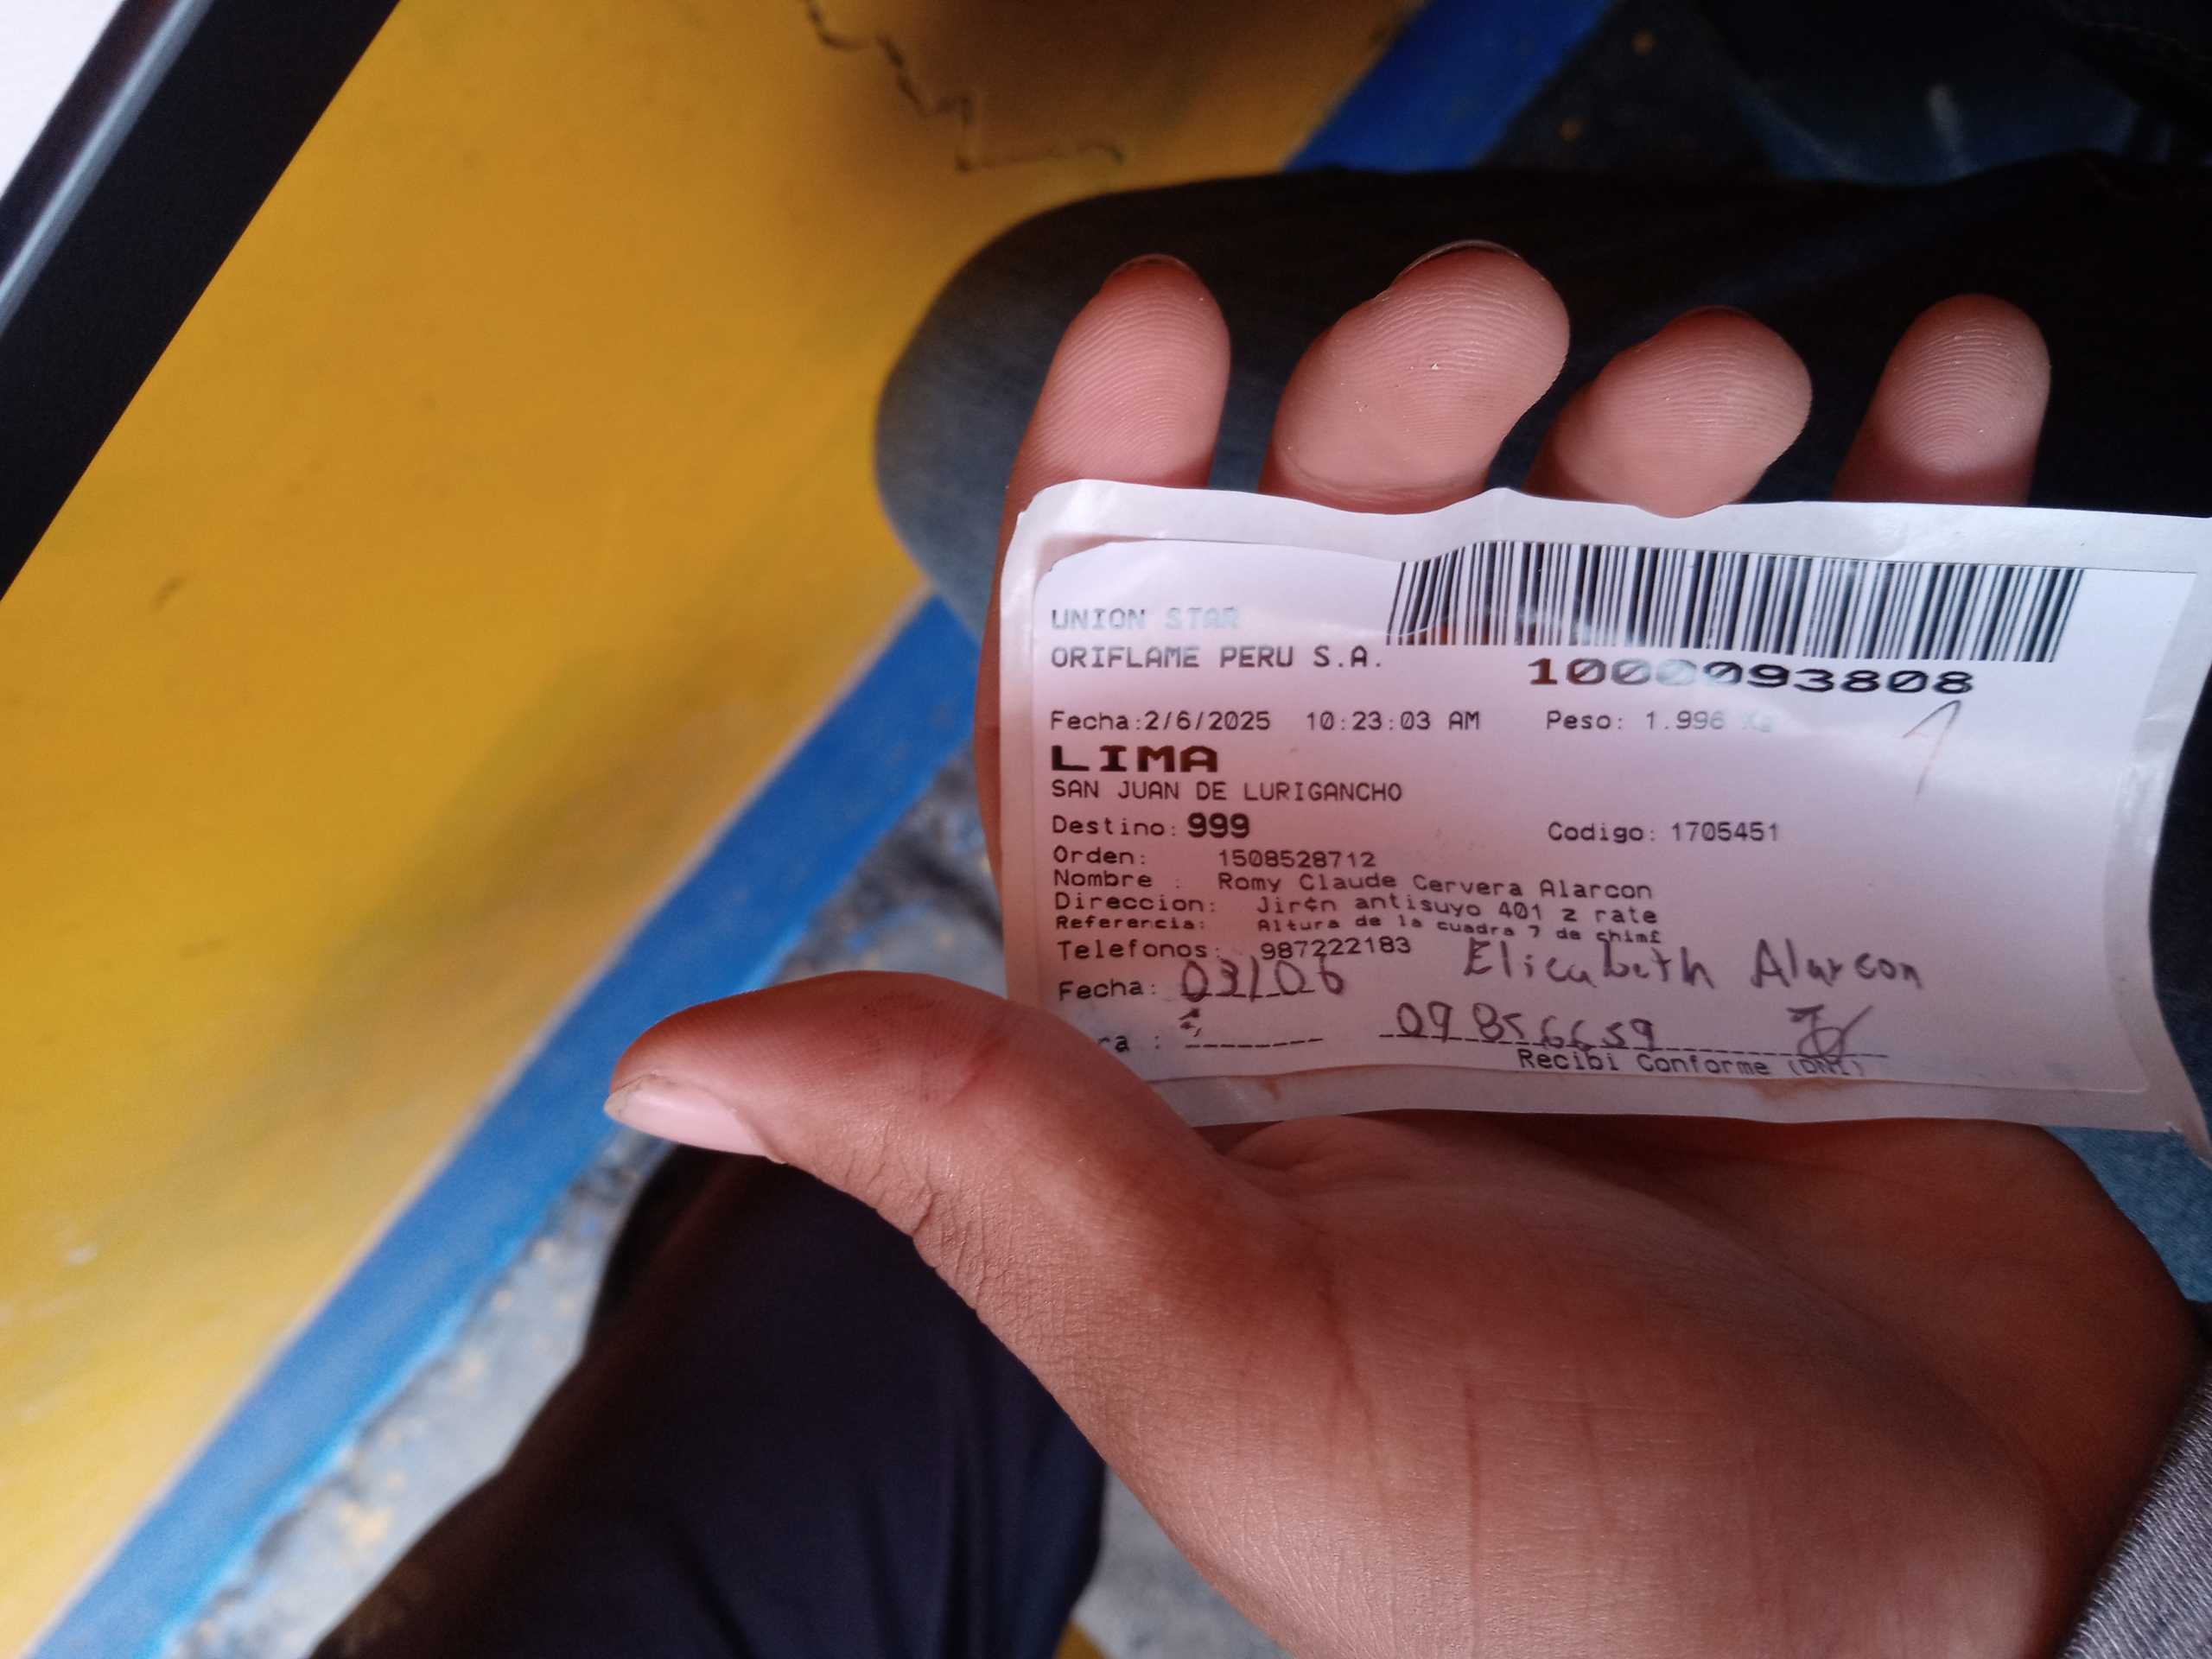 UNION STAR
ORIFLAME PERU S.A.
1000093808
Fecha:2/6/2025 10:23:03 AM Peso: 1.996
LIMA
SAN JUAN DE LURIGANCHO
Destino: 999 Codigo: 1705451
Orden: 1508528712
Nombre : Romy Claude Cervera Alarcon
Direccion: Jir¢n antisuyo 401 z rate
Referencia: Altura de la cuadra 7 de chim£
Telefonos: 987222183 Elicabeth Alarcon
Fecha: 03/06
ra : 09856659
Recibi Conforme (DNI)